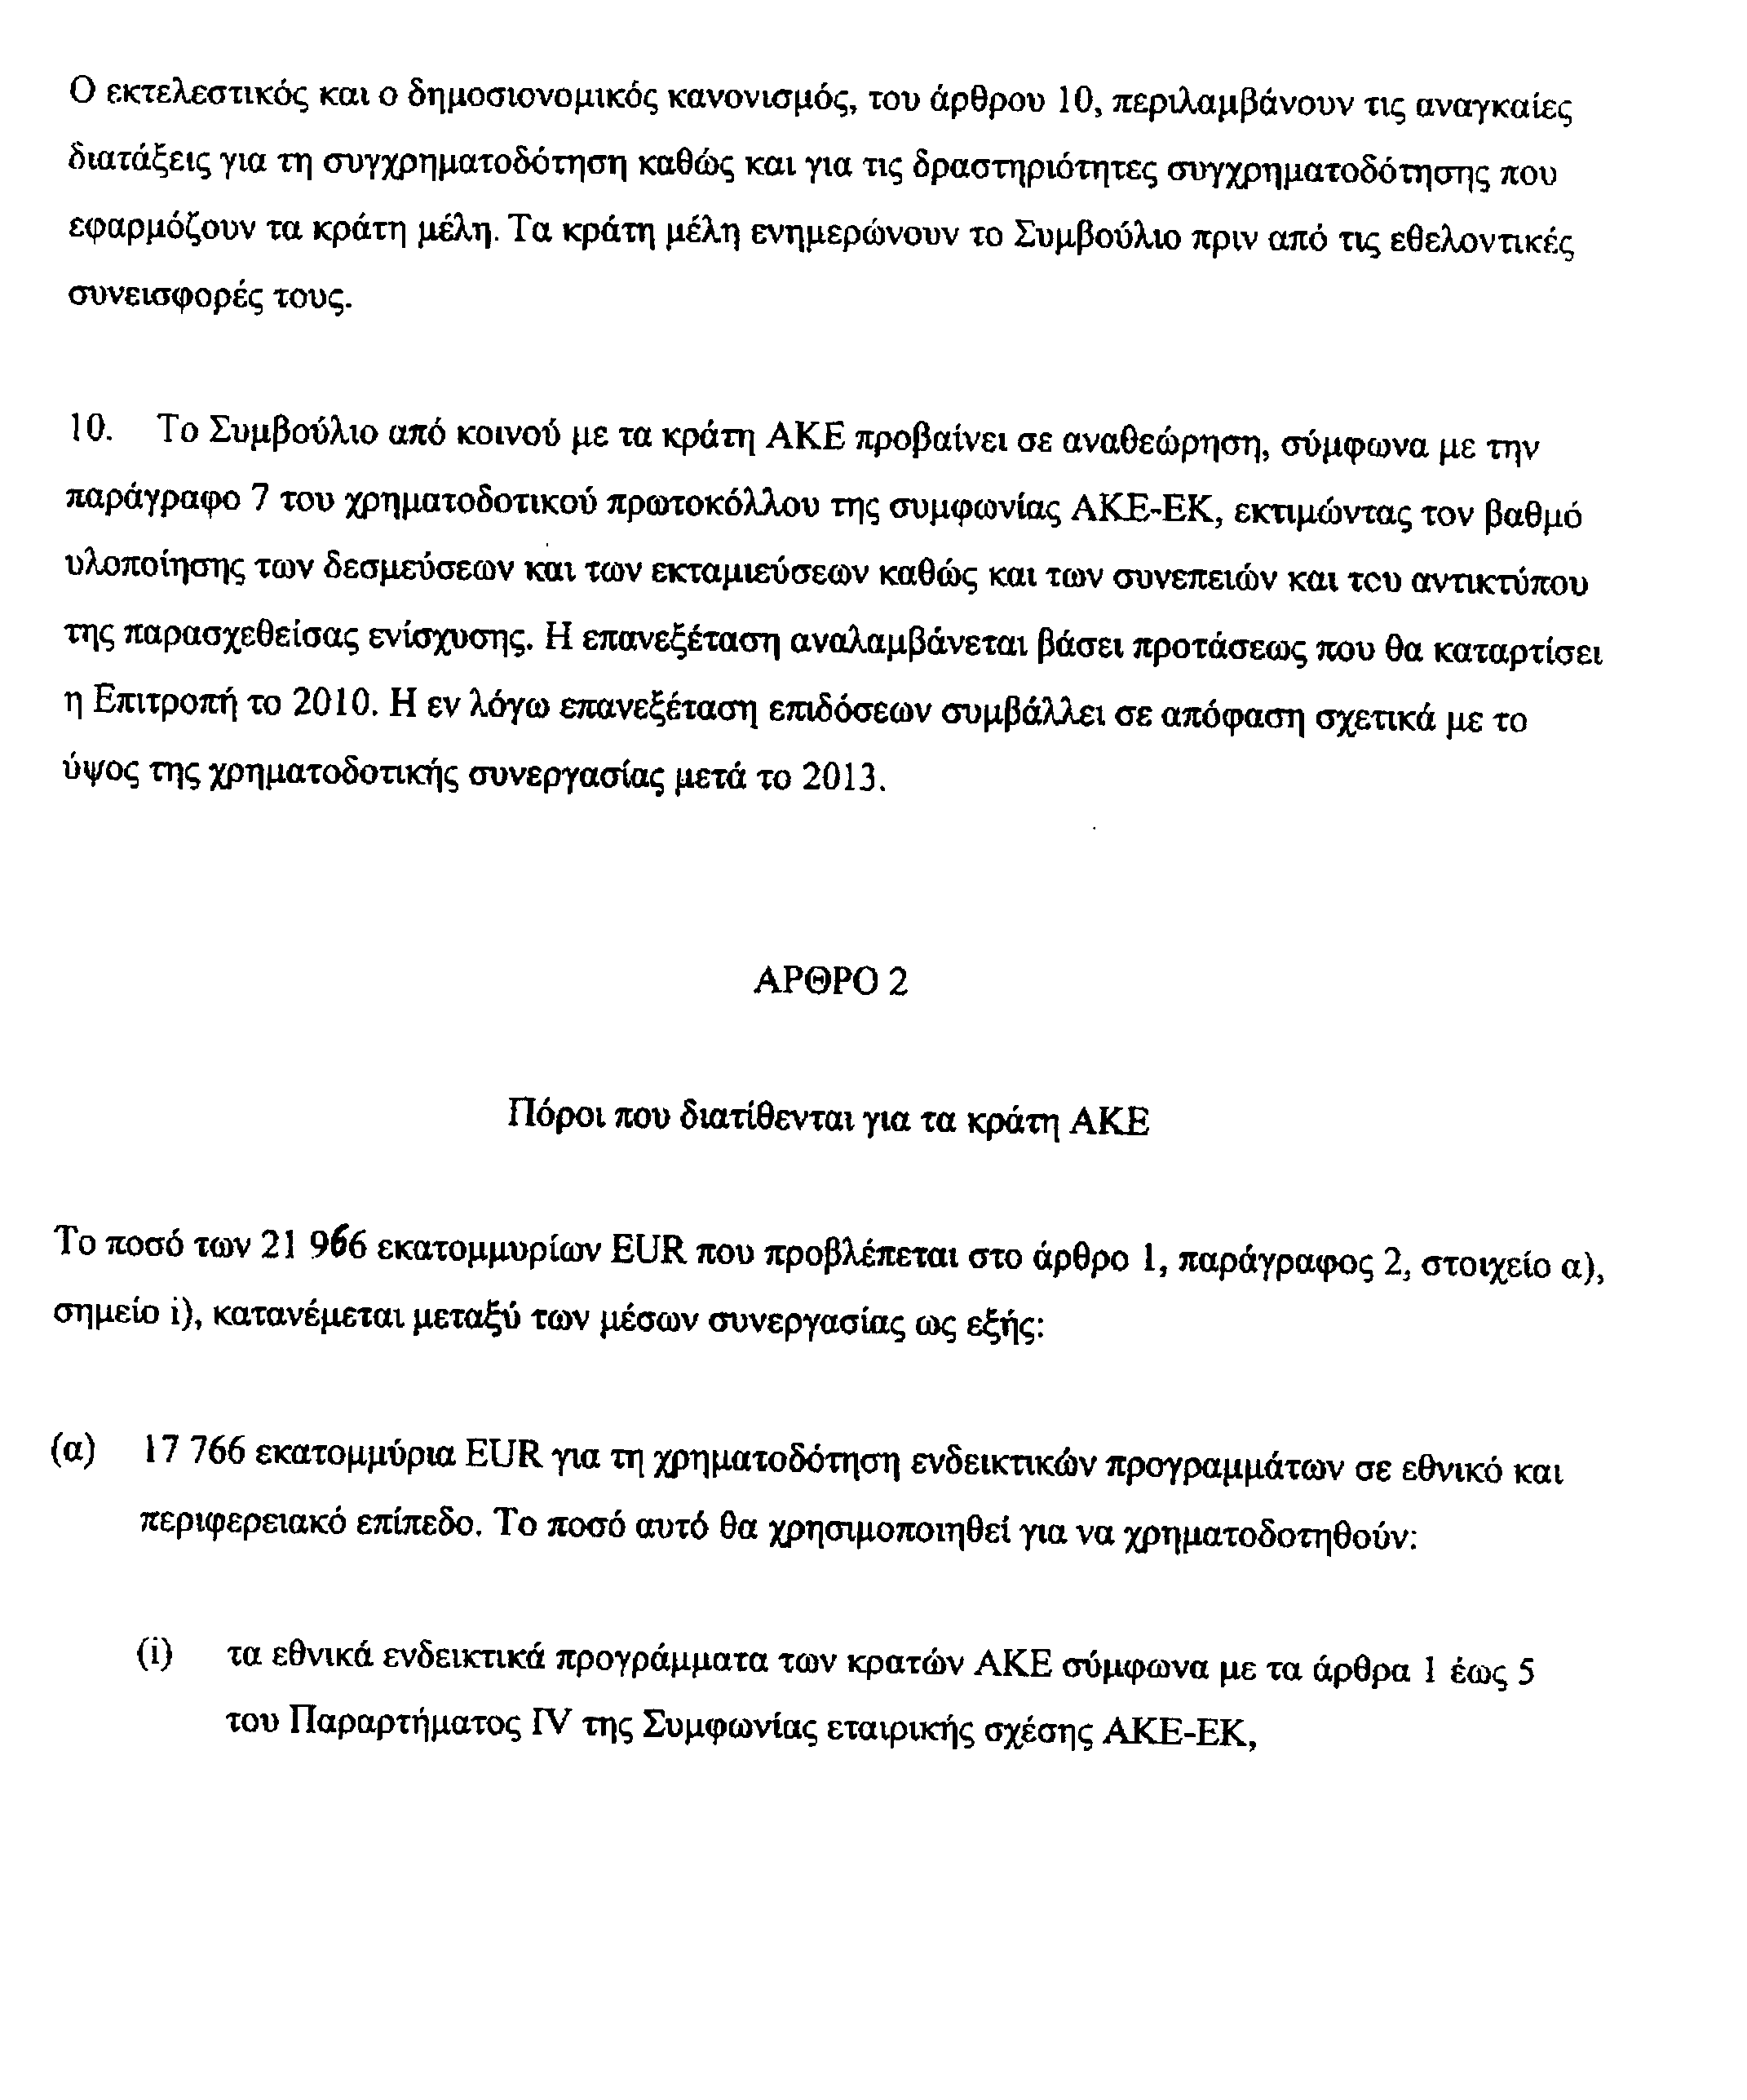 Ο εκτελεστικός και ο δημοσιονομικός κανονισμός, του άρθρου 10, περιλαμβάνουν τις αναγκαίες
διατάξεις για τη συγχρηματοδότηση καθώς και για τις δραστηριότητες συγχρηματοδότησης που
εφαρμόζουν τα κράτη μέλη. Τα κράτη μέλη ενημερώνουν το Συμβούλιο πριν από τις εθελοντικές
συνεισφορές τους.
10. Το Συμβούλιο από κοινού με τα κράτη ΑΚΕ προβαίνει σε αναθεώρηση, σύμφωνα με την
παράγραφο 7 του χρηματοδοτικού πρωτοκόλλου της συμφωνίας ΑΚΕ-ΕΚ, εκτιμώντας τον βαθμό
υλοποίησης των δεσμεύσεων και των εκταμιεύσεων καθώς και των συνεπειών και του αντικτύπου
της παρασχεθείσας ενίσχυσης. Η επανεξέταση αναλαμβάνεται βάσει προτάσεως που θα καταρτίσει
η Επιτροπή το 2010. Η εν λόγω επανεξέταση επιδόσεων συμβάλλει σε απόφαση σχετικά με το
ύψος της χρηματοδοτικής συνεργασίας μετά το 2013.
ΑΡΘΡΟ 2
Πόροι που διατίθενται για τα κράτη ΑΚΕ
Το ποσό των 21 966 εκατομμυρίων EUR που προβλέπεται στο άρθρο 1, παράγραφος 2, στοιχείο α),
σημείο i), κατανέμεται μεταξύ των μέσων συνεργασίας ως εξής:
(α) 17 766 εκατομμύρια EUR για τη χρηματοδότηση ενδεικτικών προγραμμάτων σε εθνικό και
περιφερειακό επίπεδο. Το ποσό αυτό θα χρησιμοποιηθεί για να χρηματοδοτηθούν:
(i) τα εθνικά ενδεικτικά προγράμματα των κρατών ΑΚΕ σύμφωνα με τα άρθρα 1 έως 5
του Παραρτήματος IV της Συμφωνίας εταιρικής σχέσης ΑΚΕ-ΕΚ,